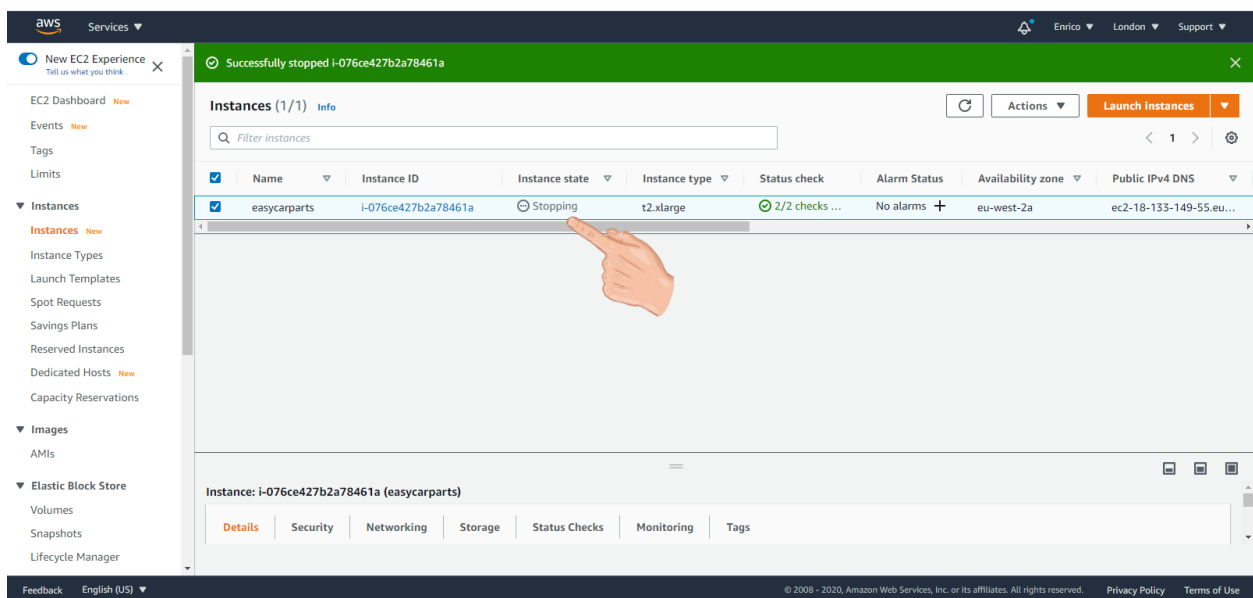 aws Services ▼ Enrico ▼ London ▼ Support ▼
New EC2 Experience
Tell us what you think
EC2 Dashboard New
Events New
Tags
Limits
▼ Instances
Instances New
Instance Types
Launch Templates
Spot Requests
Savings Plans
Reserved Instances
Dedicated Hosts New
Capacity Reservations
▼ Images
AMIs
▼ Elastic Block Store
Volumes
Snapshots
Lifecycle Manager
Successfully stopped i-076ce427b2a78461a
Instances (1/1) Info Actions ▼ Launch instances ▼
Filter instances < 1 >
Name Instance ID Instance state Instance type Status check Alarm Status Availability zone Public IPv4 DNS
easycarparts i-076ce427b2a78461a Stopping t2.xlarge 2/2 checks ... No alarms + eu-west-2a ec2-18-133-149-55.eu...
Instance: i-076ce427b2a78461a (easycarparts)
Details Security Networking Storage Status Checks Monitoring Tags
Feedback English (US) ▼ © 2008 - 2020, Amazon Web Services, Inc. or its affiliates. All rights reserved. Privacy Policy Terms of Use